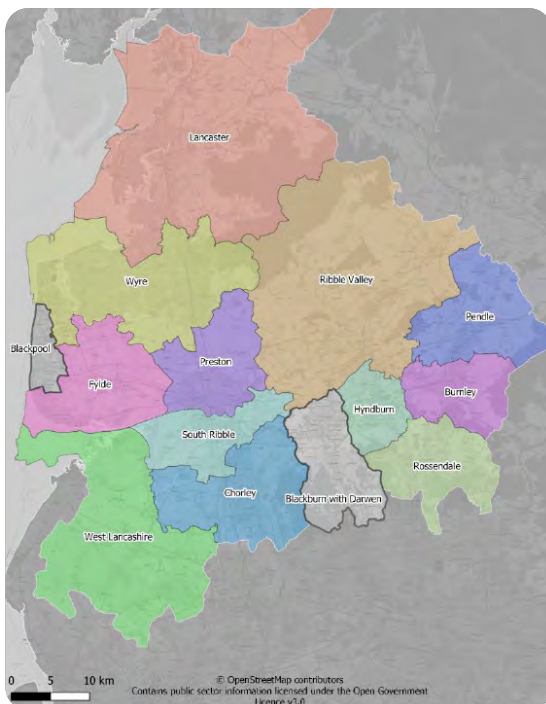 Lancaster
Wyre
Ribble Valley
Pendle
Blackpool
Preston
Fylde
Burnley
Hyndburn
South Ribble
Rossendale
Chorley
Blackburn with Darwen
West Lancashire
0 5 10 km
© OpenStreetMap contributors
Contains public sector information licensed under the Open Government
Licence v3.0